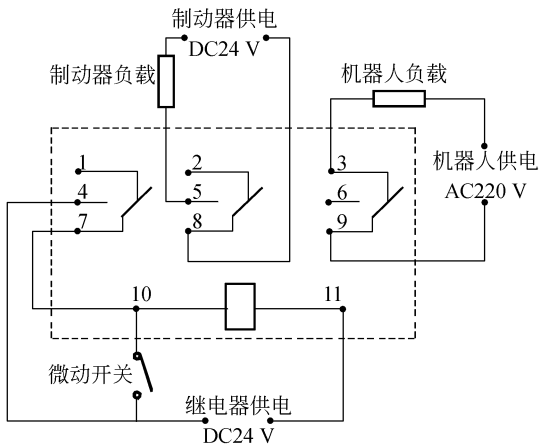 制动器供电
DC24 V
制动器负载
机器人负载
机器人供电
AC220 V
1
2
3
4
5
6
7
8
9
10
11
微动开关
继电器供电
DC24 V